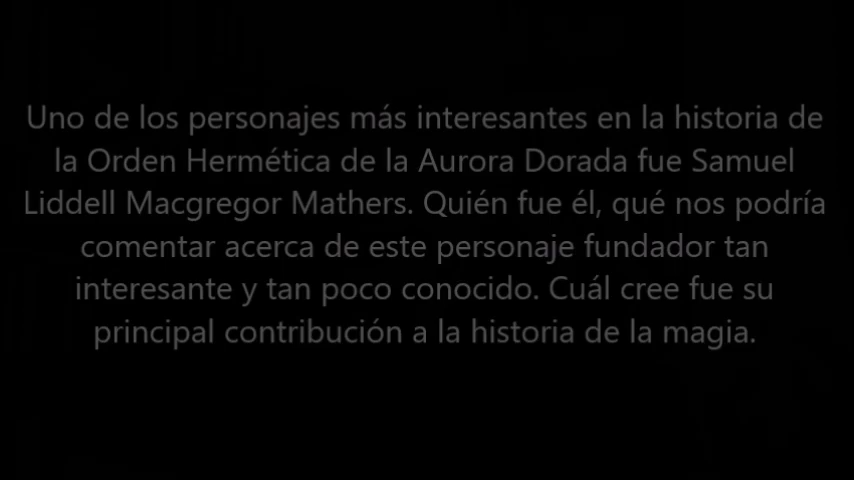 Uno de los personajes más interesantes en la historia de
la Orden Hermética de la Aurora Dorada fue Samuel
Liddell Macgregor Mathers. Quién fue él, qué nos podría
comentar acerca de este personaje fundador tan
interesante y tan poco conocido. Cuál cree fue su
principal contribución a la historia de la magia.